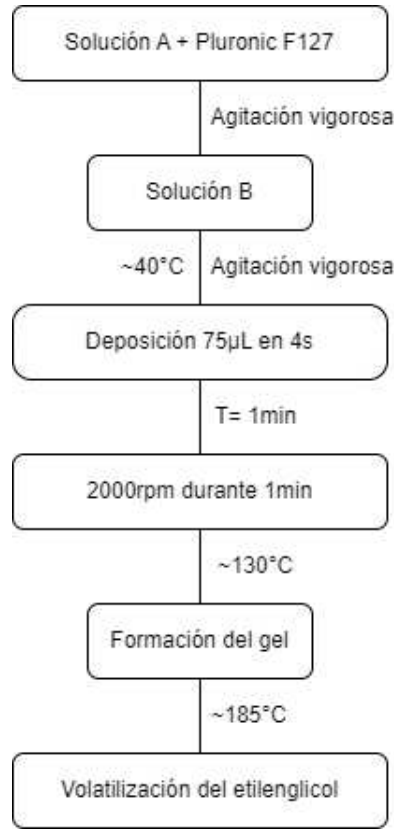 Solución A + Pluronic F127
Agitación vigorosa
Solución B
~40°C Agitación vigorosa
Deposición 75µL en 4s
T= 1min
2000rpm durante 1min
~130°C
Formación del gel
~185°C
Volatilización del etilenglicol